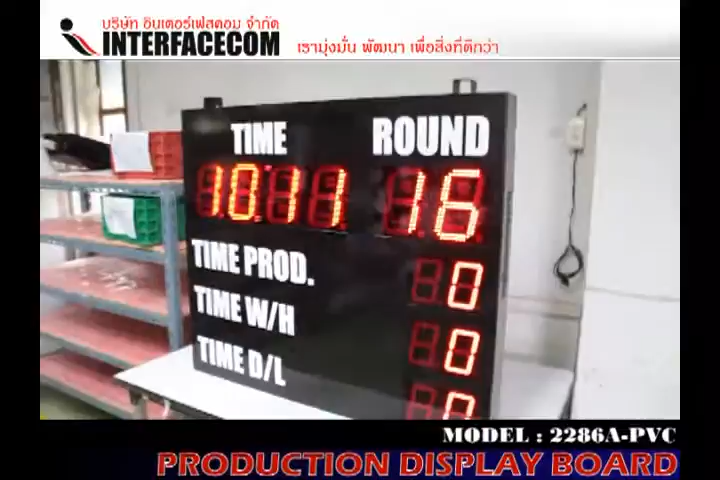 บริษัท อินเตอร์เฟสคอม จำกัด
INTERFACECOM เรามุ่งมั่น พัฒนา เพื่อสิ่งที่ดีกว่า
TIME ROUND
10.11 16
TIME PROD. 0
TIME W/H 0
TIME D/L 0
MODEL : 2286A-PVC
PRODUCTION DISPLAY BOARD